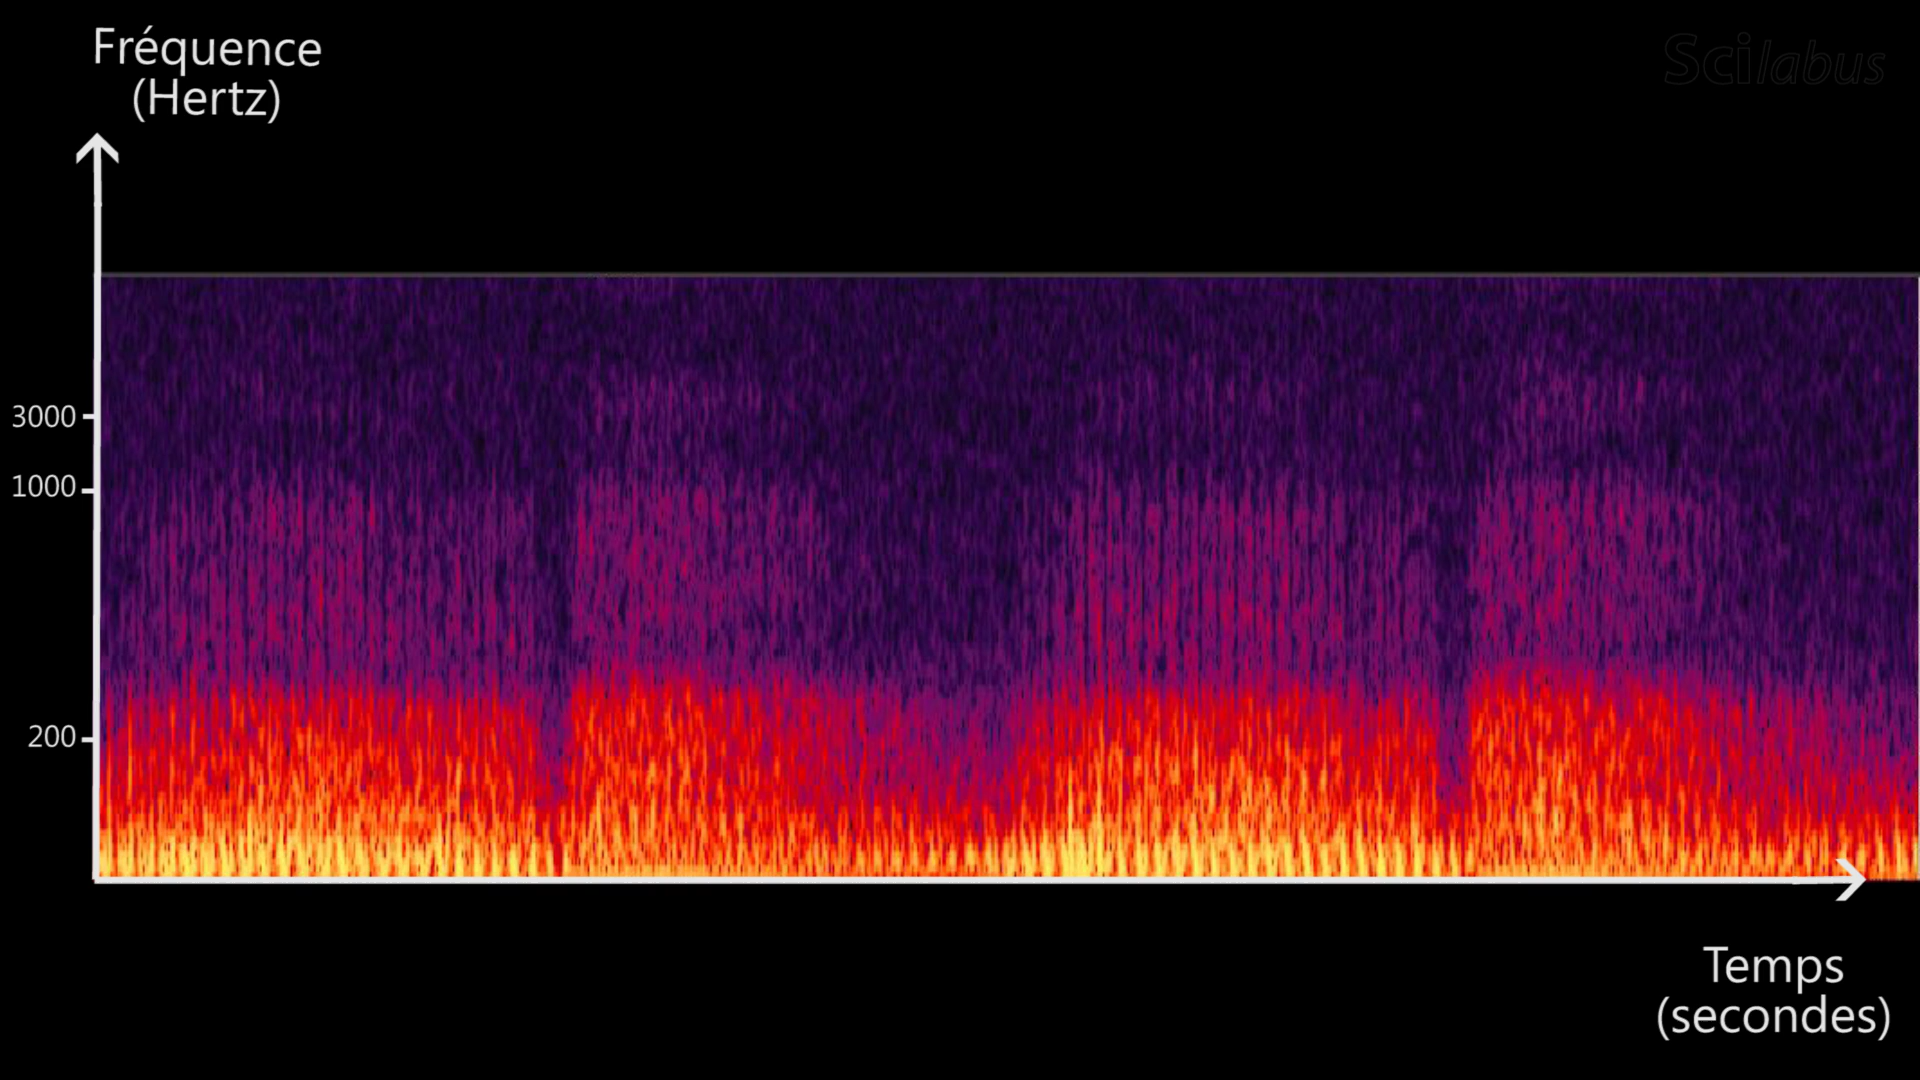 Fréquence
(Hertz)
Scilabus
3000
1000
200
Temps
(secondes)